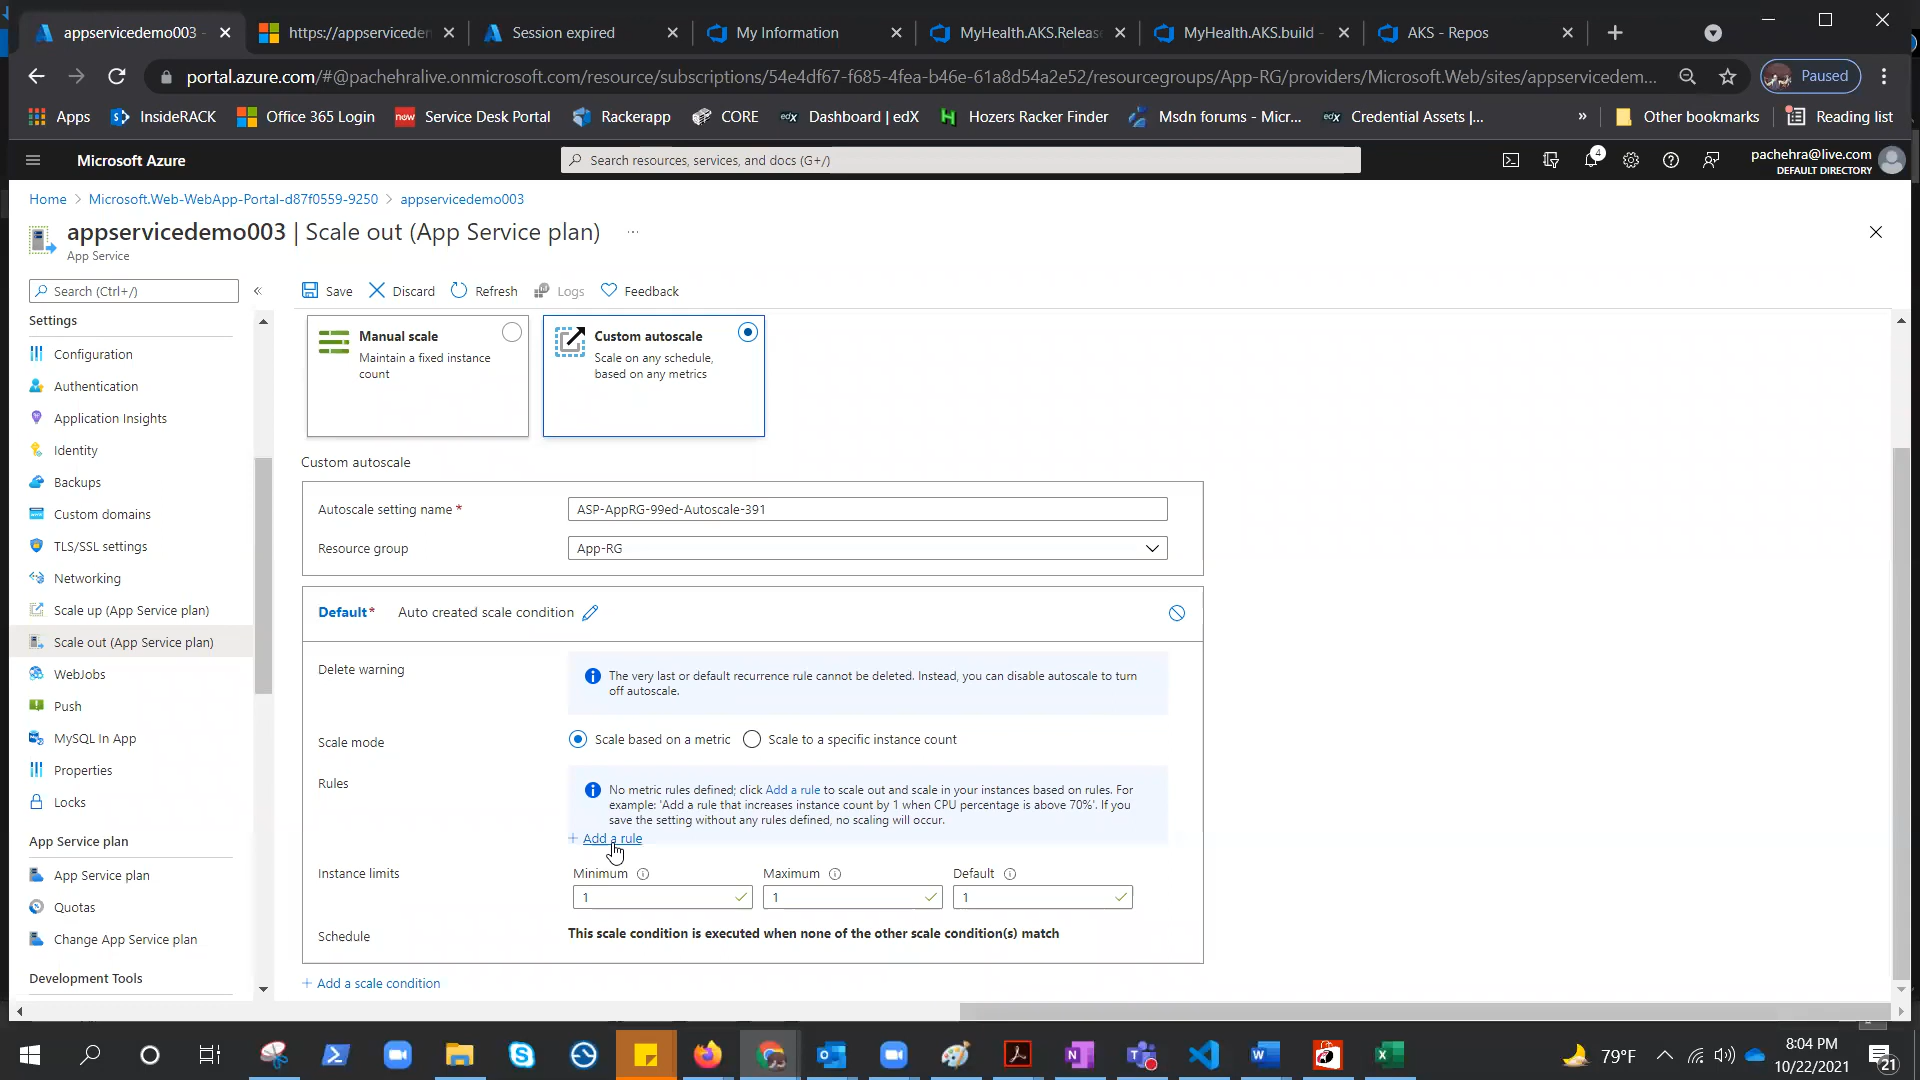 appservicedemo003 -
https://appserviceder
Session expired
My Information
MyHealth.AKS.Release
MyHealth.AKS.build -
AKS - Repos
portal.azure.com/#@pachehralive.onmicrosoft.com/resource/subscriptions/54e4df67-f685-4fea-b46e-61a8d54a2e52/resourcegroups/App-RG/providers/Microsoft.Web/sites/appservicedem...
Paused
Apps
InsideRACK
Office 365 Login
now
Service Desk Portal
Rackerapp
CORE
edX
Dashboard | edX
Hozers Racker Finder
Msdn forums - Micr...
edX
Credential Assets |...
»
Other bookmarks
Reading list
Microsoft Azure
Search resources, services, and docs (G+/)
4
pachehra@live.com
DEFAULT DIRECTORY
Home > Microsoft.Web-WebApp-Portal-d87f0559-9250 > appservicedemo003
appservicedemo003 | Scale out (App Service plan) ...
App Service
Search (Ctrl+/)
«
Save
Discard
Refresh
Logs
Feedback
Settings
Configuration
Authentication
Application Insights
Identity
Backups
Custom domains
TLS/SSL settings
Networking
Scale up (App Service plan)
Scale out (App Service plan)
WebJobs
Push
MySQL In App
Properties
Locks
App Service plan
App Service plan
Quotas
Change App Service plan
Development Tools
Manual scale
Maintain a fixed instance
count
Custom autoscale
Scale on any schedule,
based on any metrics
Custom autoscale
Autoscale setting name *
ASP-AppRG-99ed-Autoscale-391
Resource group
App-RG
Default* Auto created scale condition
Delete warning
The very last or default recurrence rule cannot be deleted. Instead, you can disable autoscale to turn
off autoscale.
Scale mode
Scale based on a metric
Scale to a specific instance count
Rules
No metric rules defined; click Add a rule to scale out and scale in your instances based on rules. For
example: 'Add a rule that increases instance count by 1 when CPU percentage is above 70%'. If you
save the setting without any rules defined, no scaling will occur.
+ Add a rule
Instance limits
Minimum
Maximum
Default
1
1
1
Schedule
This scale condition is executed when none of the other scale condition(s) match
+ Add a scale condition
79°F
8:04 PM
10/22/2021
21